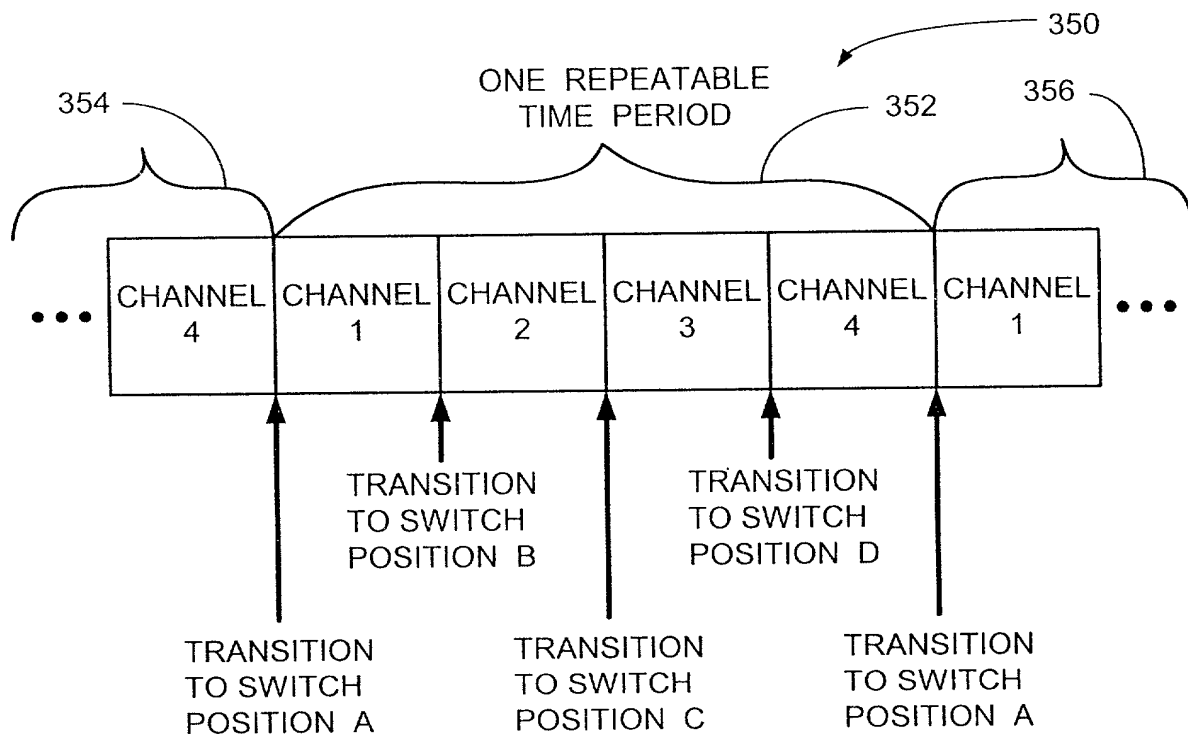 350
ONE REPEATABLE
TIME PERIOD
354
352
356
CHANNEL
4
CHANNEL
1
CHANNEL
2
CHANNEL
3
CHANNEL
4
CHANNEL
1
TRANSITION
TO SWITCH
POSITION B
TRANSITION
TO SWITCH
POSITION D
TRANSITION
TO SWITCH
POSITION A
TRANSITION
TO SWITCH
POSITION C
TRANSITION
TO SWITCH
POSITION A